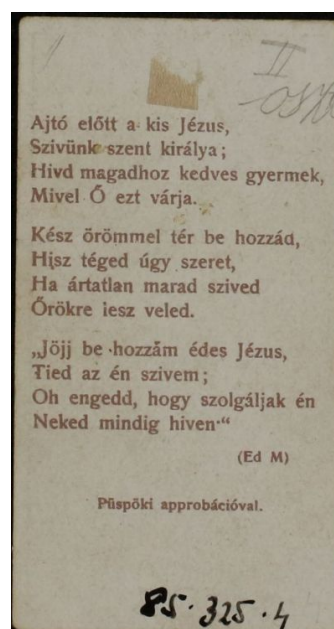 II
oszt
Ajtó előtt a kis Jézus,
Szivünk szent királya;
Hivd magadhoz kedves gyermek,
Mivel Ő ezt várja.
Kész örömmel tér be hozzád,
Hisz téged úgy szeret,
Ha ártatlan marad szived
Őrökre iesz veled.
„Jöjj be hozzám édes Jézus,
Tied az én szivem;
Oh engedd, hogy szolgáljak én
Neked mindig hiven·“
(Ed M)
Püspöki approbációval.
85·325·4